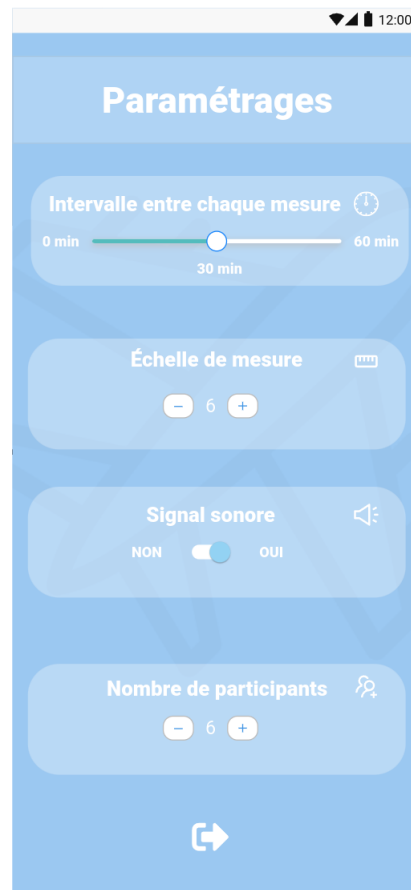 12:00
Paramétrages
Intervalle entre chaque mesure
0 min 60 min
30 min
Échelle de mesure
− 6 +
Signal sonore
NON OUI
Nombre de participants
− 6 +